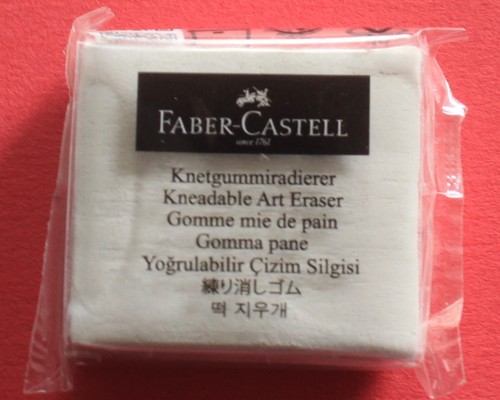 FABER-CASTELL
since 1761
Knetgummiradierer
Kneadable Art Eraser
Gomme mie de pain
Gomma pane
Yoğrulabilir Çizim Silgisi
練り消しゴム
떡 지우개